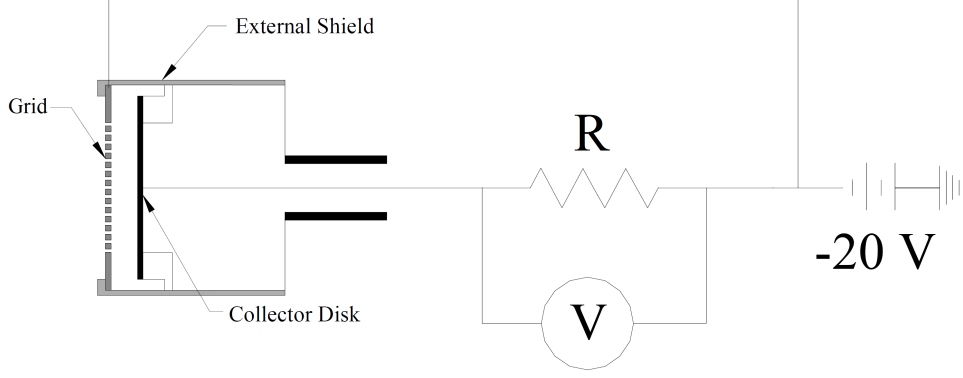 External Shield
Grid
R
-20 V
Collector Disk
V